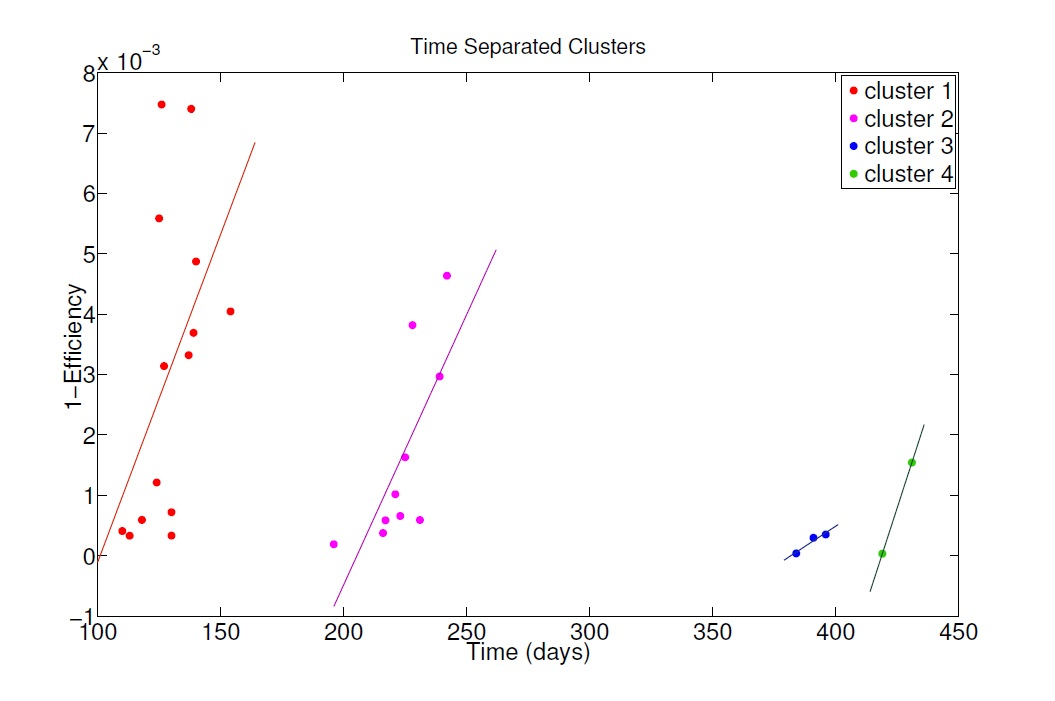 Time Separated Clusters
x 10⁻³
8
7
6
5
4
3
2
1
0
−1
1−Efficiency
cluster 1
cluster 2
cluster 3
cluster 4
100 150 200 250 300 350 400 450
Time (days)